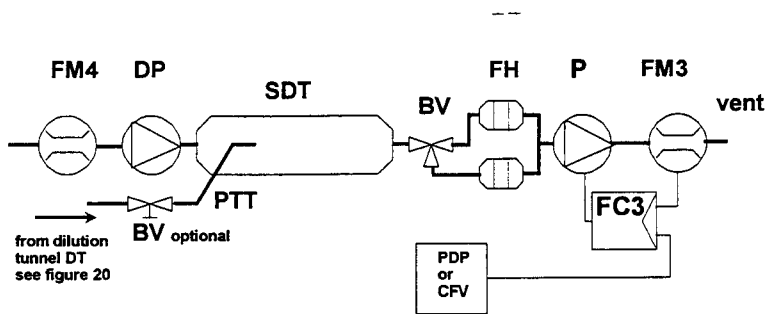 FM4
DP
SDT
BV
FH
P
FM3
vent
PTT
BV optional
from dilution
tunnel DT
see figure 20
FC3
PDP
or
CFV